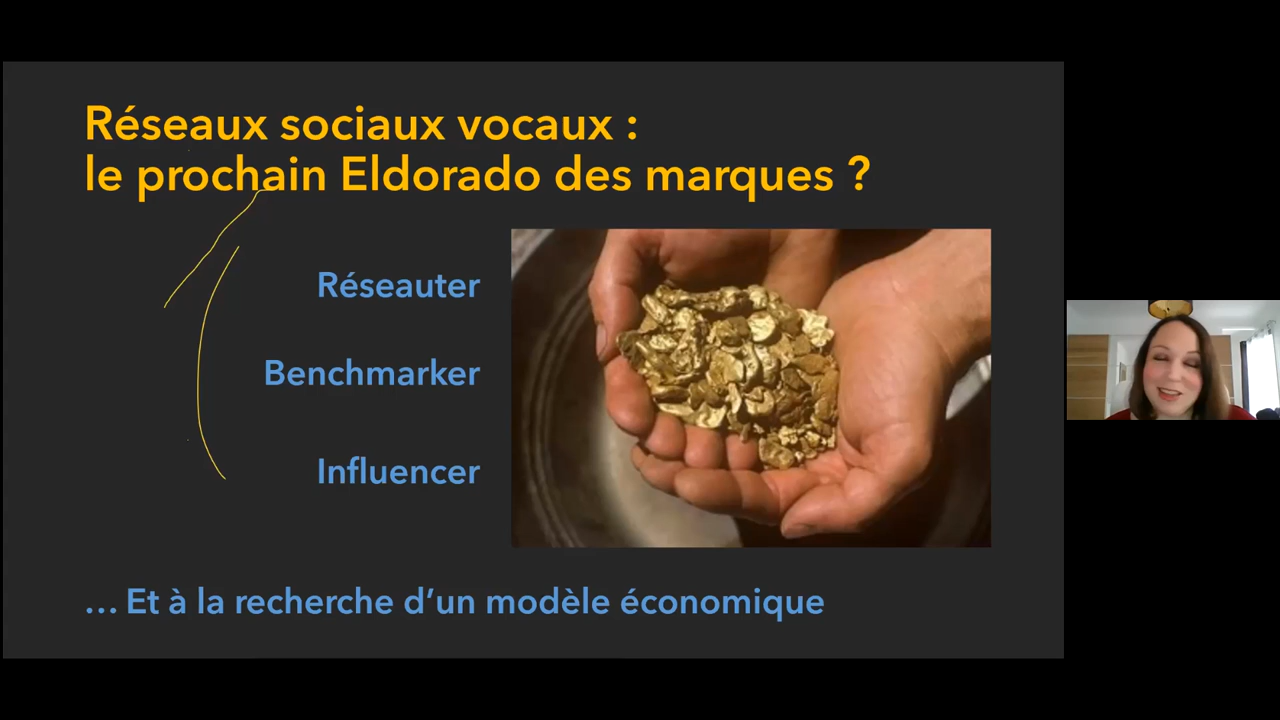 Réseaux sociaux vocaux :
le prochain Eldorado des marques ?
Réseauter
Benchmarker
Influencer
… Et à la recherche d’un modèle économique